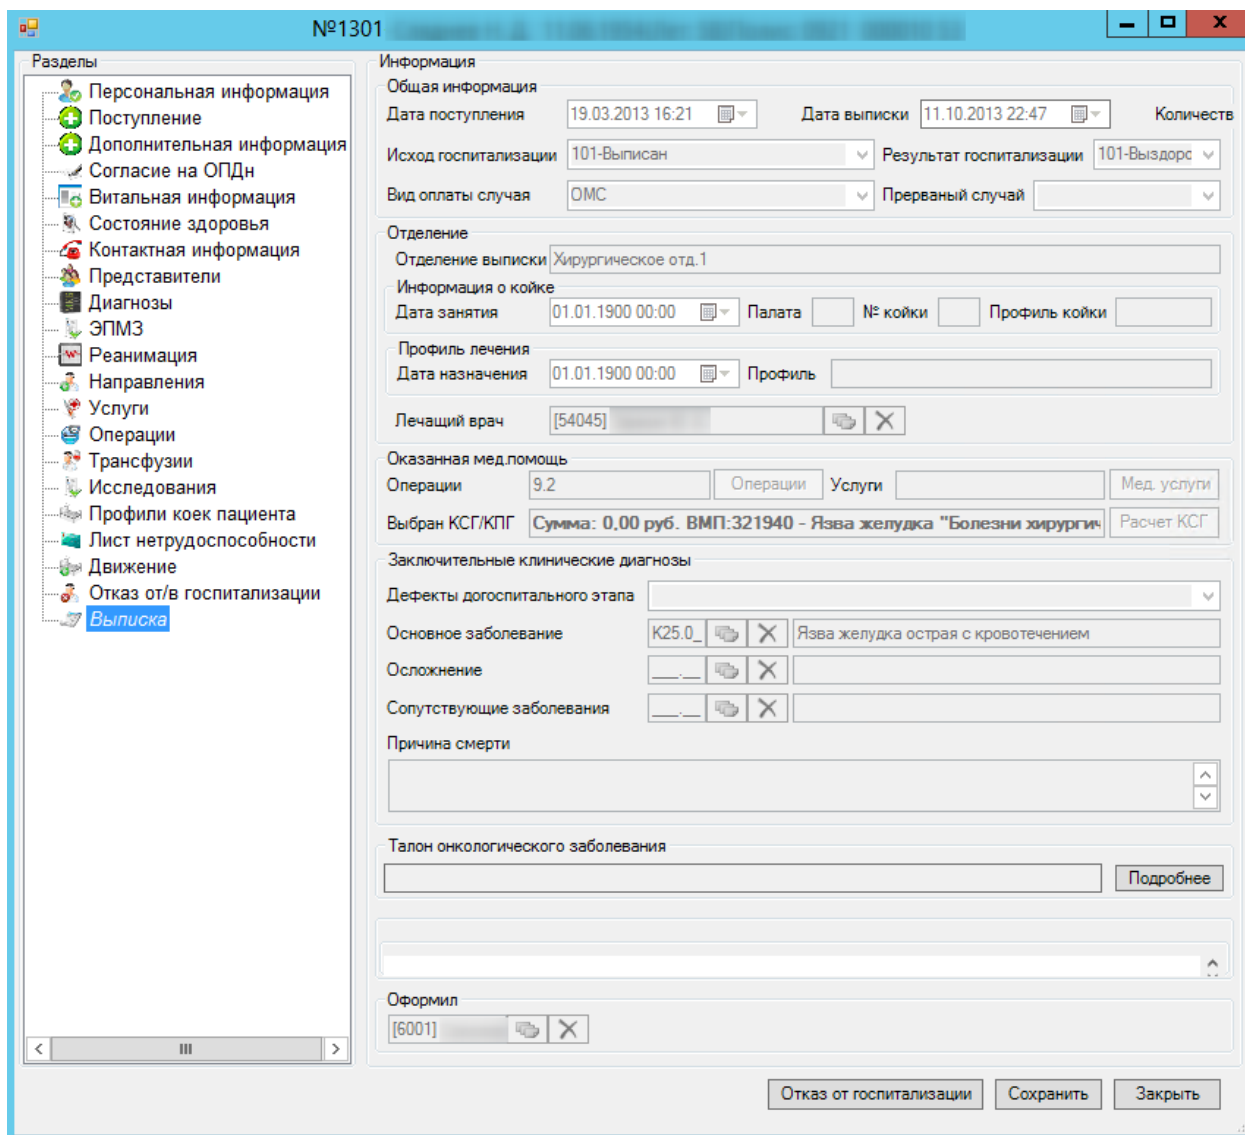 №1301
Разделы
Персональная информация
Поступление
Дополнительная информация
Согласие на ОПДн
Витальная информация
Состояние здоровья
Контактная информация
Представители
Диагнозы
ЭПМЗ
Реанимация
Направления
Услуги
Операции
Трансфузии
Исследования
Профили коек пациента
Лист нетрудоспособности
Движение
Отказ от/в госпитализации
Выписка
Информация
Общая информация
Дата поступления 19.03.2013 16:21 Дата выписки 11.10.2013 22:47 Количеств
Исход госпитализации 101-Выписан Результат госпитализации 101-Выздорс
Вид оплаты случая ОМС Прерваный случай
Отделение
Отделение выписки Хирургическое отд.1
Информация о койке
Дата занятия 01.01.1900 00:00 Палата № койки Профиль койки
Профиль лечения
Дата назначения 01.01.1900 00:00 Профиль
Лечащий врач [54045]
Оказанная мед.помощь
Операции 9.2 Операции Услуги Мед. услуги
Выбран КСГ/КПГ Сумма: 0,00 руб. ВМП:321940 - Язва желудка "Болезни хирургич Расчет КСГ
Заключительные клинические диагнозы
Дефекты догоспитального этапа
Основное заболевание K25.0_ Язва желудка острая с кровотечением
Осложнение ___.__
Сопутствующие заболевания ___.__
Причина смерти
Талон онкологического заболевания
Подробнее
Оформил
[6001]
Отказ от госпитализации Сохранить Закрыть